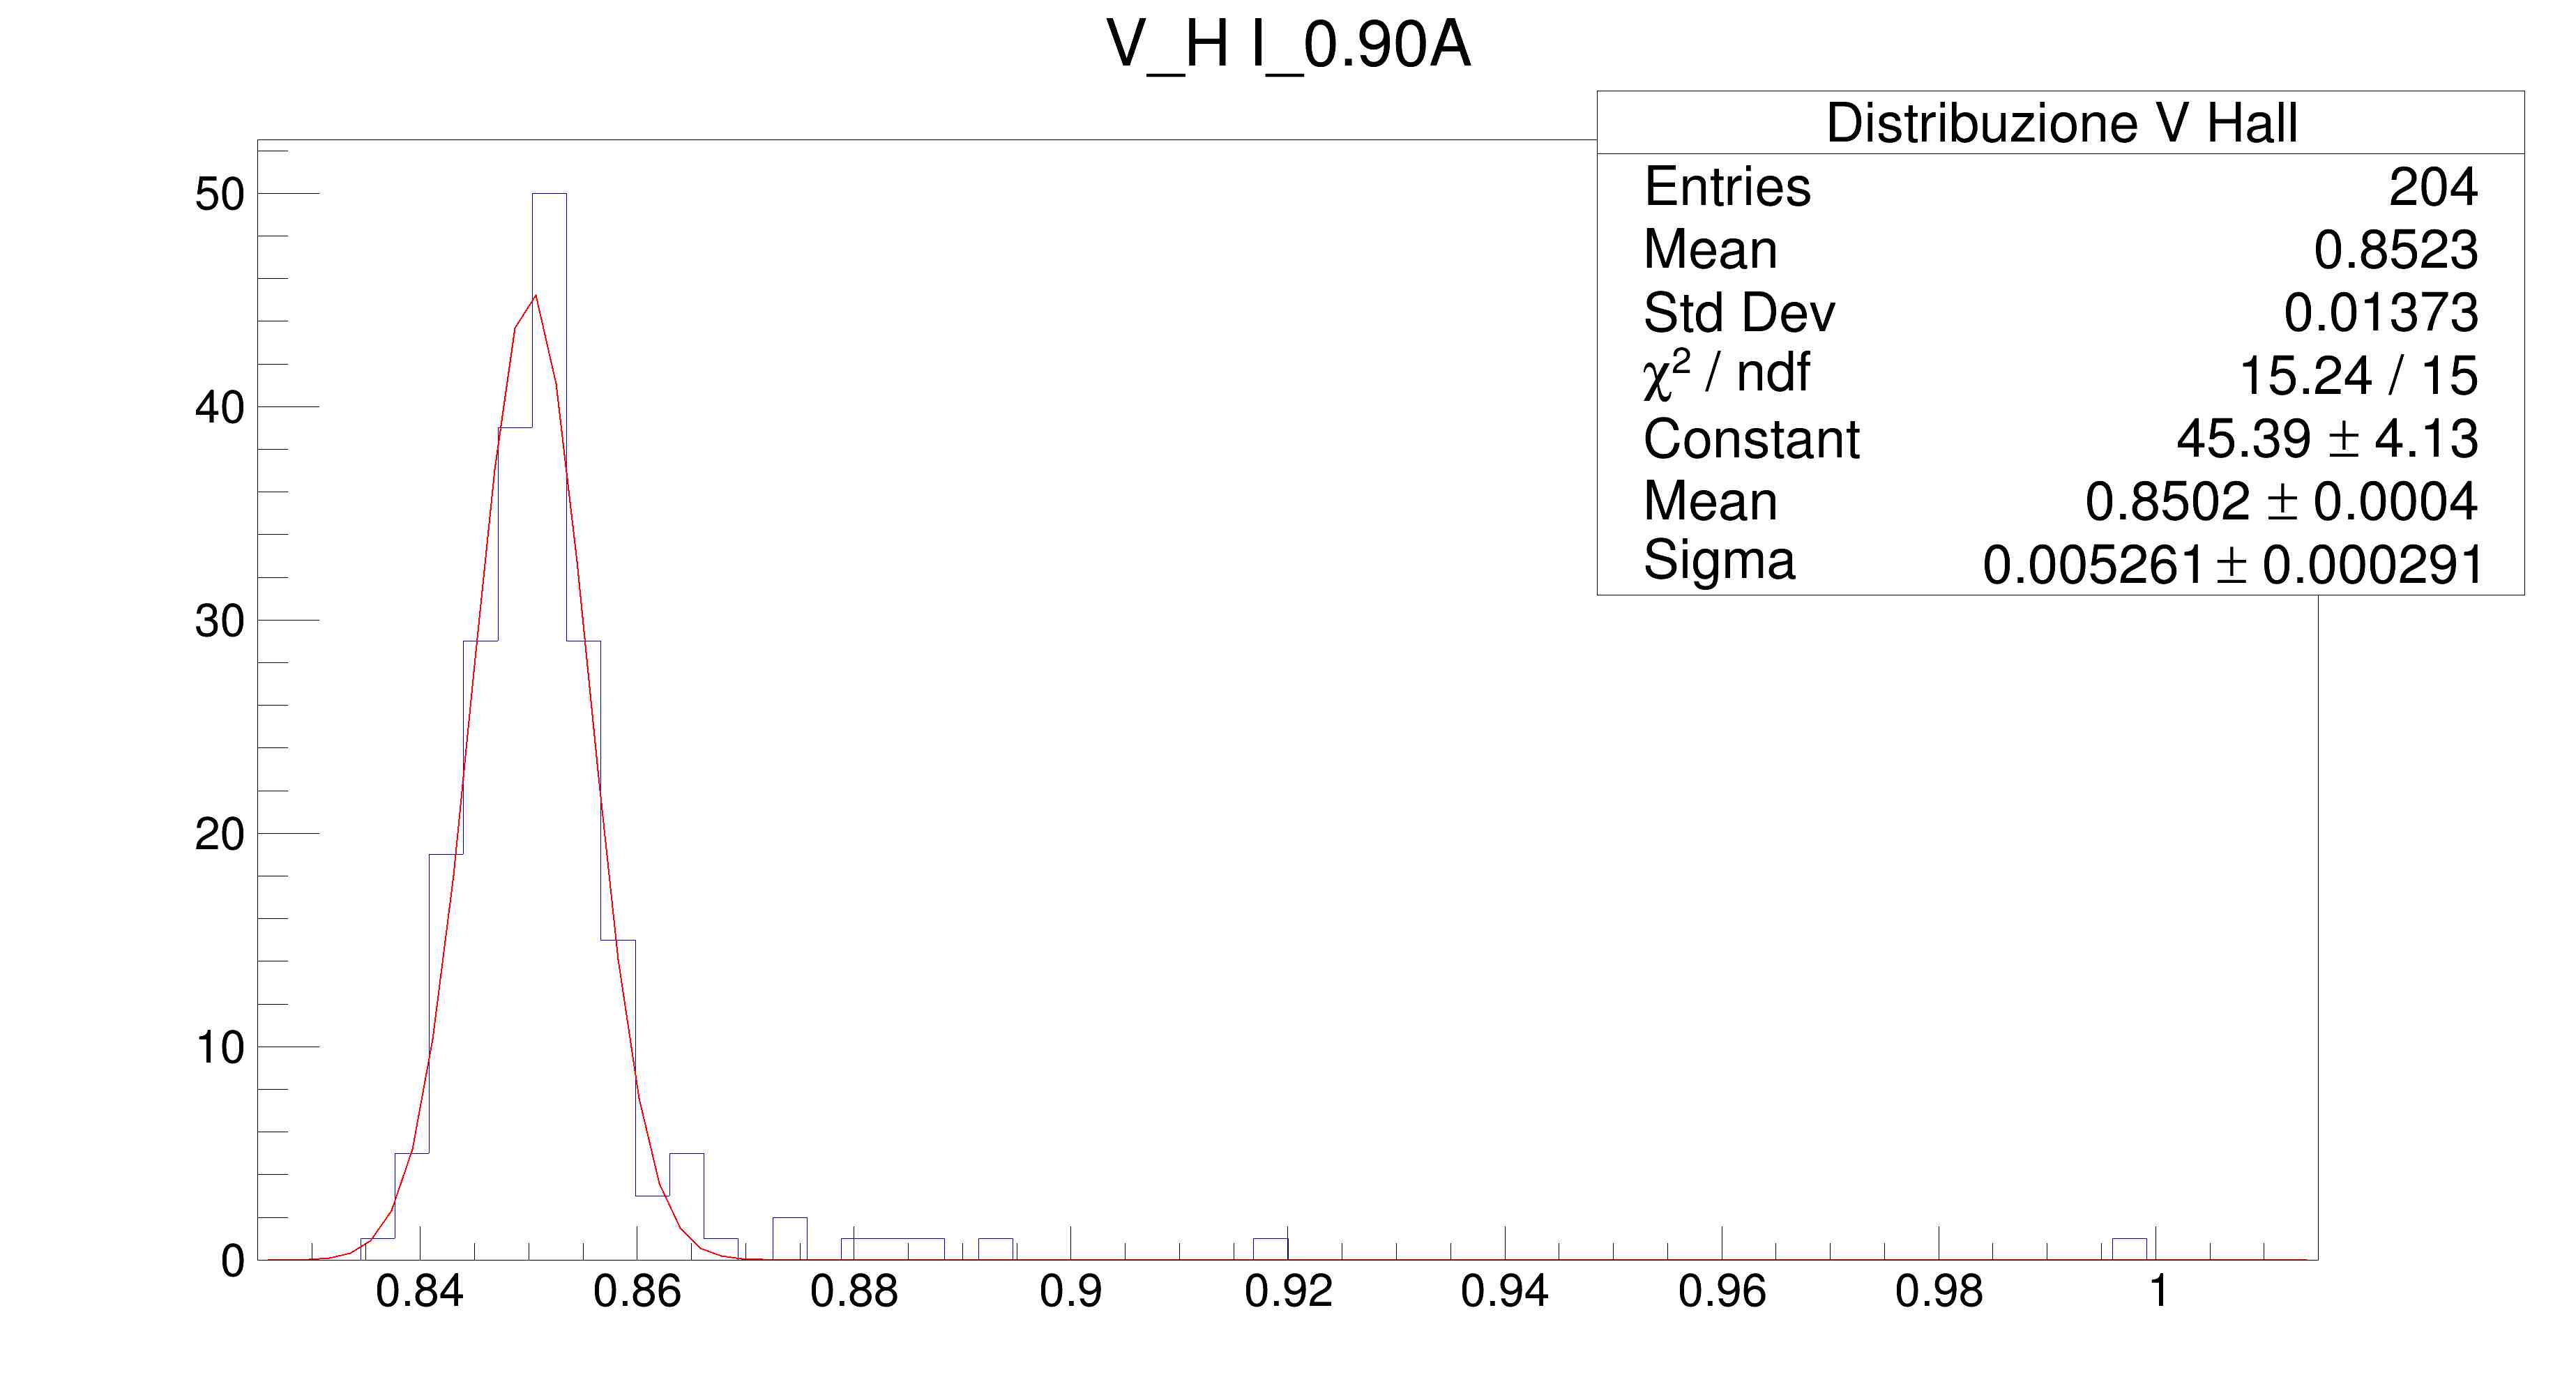 V_H I_0.90A
Distribuzione V Hall
Entries 204
Mean 0.8523
Std Dev 0.01373
χ² / ndf 15.24 / 15
Constant 45.39 ± 4.13
Mean 0.8502 ± 0.0004
Sigma 0.005261 ± 0.000291
50
40
30
20
10
0
0.84 0.86 0.88 0.9 0.92 0.94 0.96 0.98 1